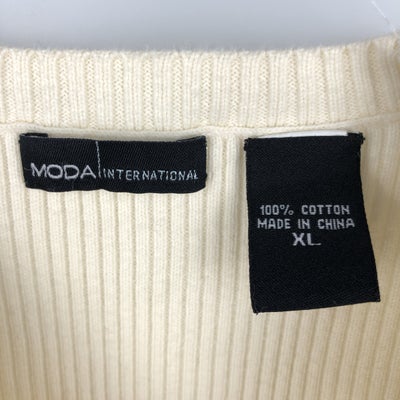 MODA INTERNATIONAL
100% COTTON
MADE IN CHINA
XL